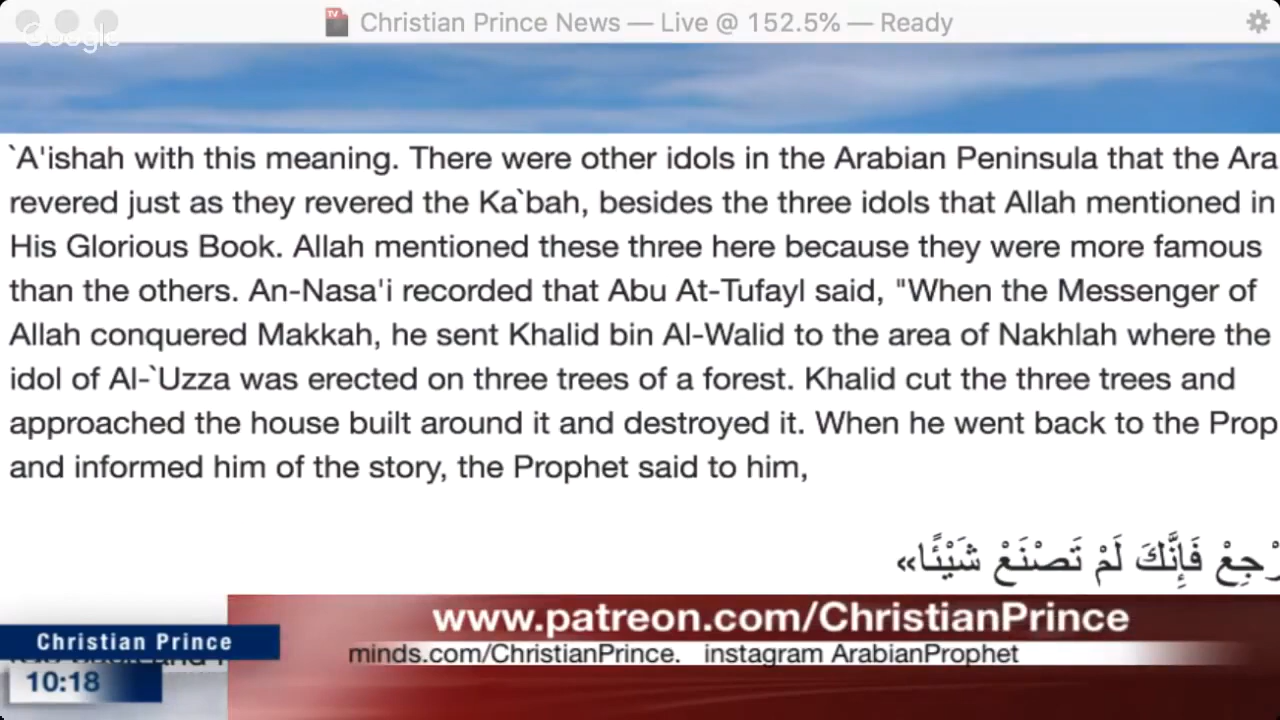 Christian Prince News — Live @ 152.5% — Ready
Google
`A'ishah with this meaning. There were other idols in the Arabian Peninsula that the Ara
revered just as they revered the Ka`bah, besides the three idols that Allah mentioned in
His Glorious Book. Allah mentioned these three here because they were more famous
than the others. An-Nasa'i recorded that Abu At-Tufayl said, "When the Messenger of
Allah conquered Makkah, he sent Khalid bin Al-Walid to the area of Nakhlah where the
idol of Al-`Uzza was erected on three trees of a forest. Khalid cut the three trees and
approached the house built around it and destroyed it. When he went back to the Prop
and informed him of the story, the Prophet said to him,
رْجِعْ فَإِنَّكَ لَمْ تَصْنَعْ شَيْئًا»
www.patreon.com/ChristianPrince
Christian Prince
minds.com/ChristianPrince. instagram ArabianProphet
10:18